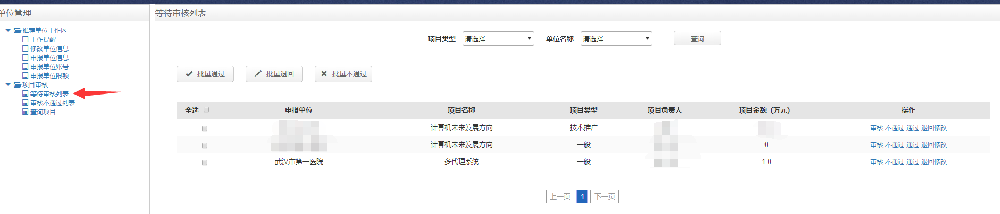 单位管理
推荐单位工作区
工作提醒
修改单位信息
申报单位信息
申报单位账号
申报单位限额
项目审核
等待审核列表
审核不通过列表
查询项目
等待审核列表
项目类型 请选择 单位名称 请选择 查询
批量通过 批量退回 批量不通过
全选 申报单位 项目名称 项目类型 项目负责人 项目金额（万元） 操作
计算机未来发展方向 技术推广 审核 不通过 通过 退回修改
计算机未来发展方向 一般 0 审核 不通过 通过 退回修改
武汉市第一医院 多代理系统 一般 1.0 审核 不通过 通过 退回修改
上一页 1 下一页